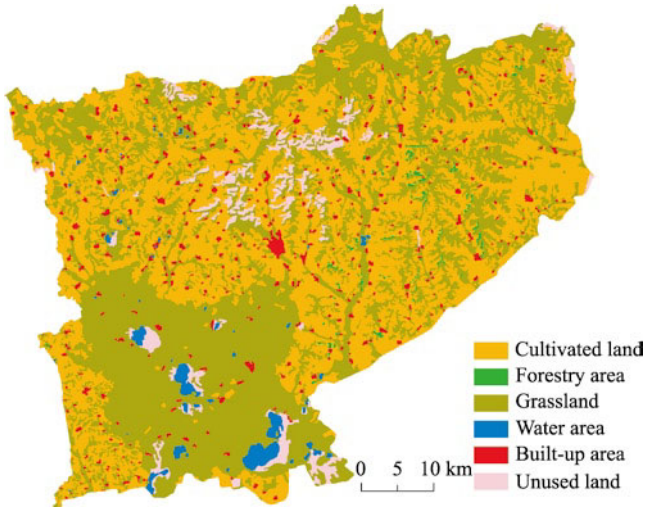 Cultivated land
Forestry area
Grassland
Water area
Built-up area
Unused land
0 5 10 km